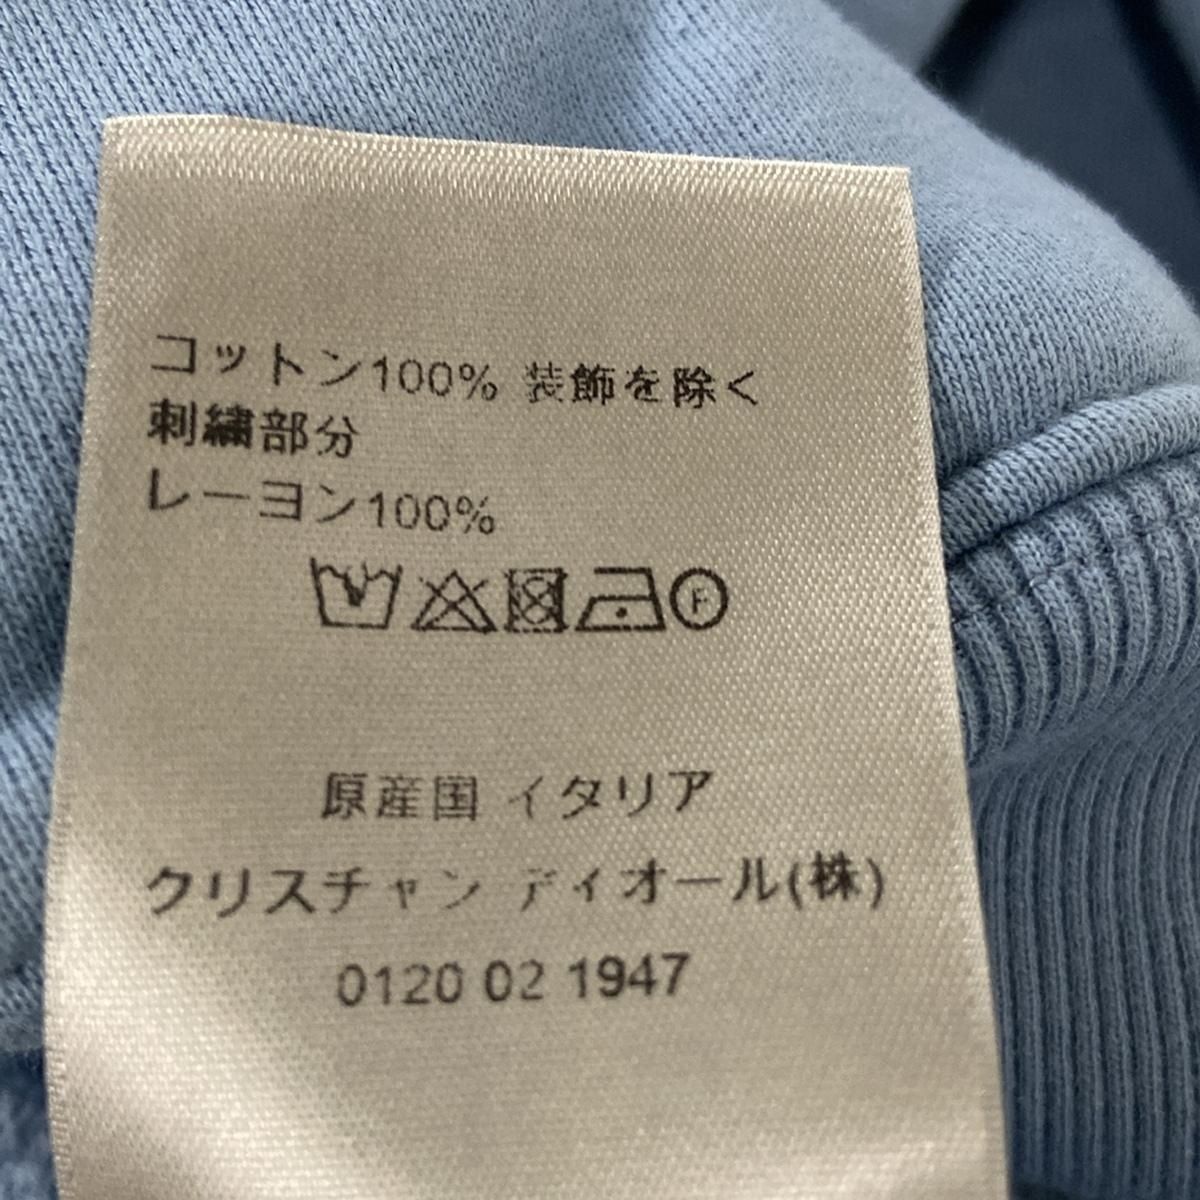 コットン100% 装飾を除く
刺繍部分
レーヨン100%
F
原産国 イタリア
クリスチャン ディオール(株)
0120 02 1947